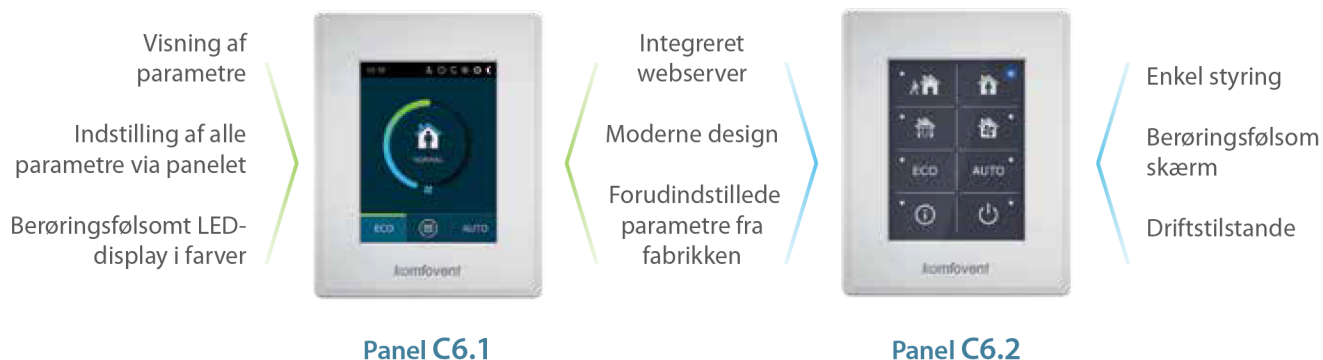 Visning af
parametre
Indstilling af alle
parametre via panelet
Berøringsfølsomt LED-
display i farver
NORMAL
ECO
AUTO
komfovent
Panel C6.1
Integreret
webserver
Moderne design
Forudindstillede
parametre fra
fabrikken
ECO
AUTO
komfovent
Panel C6.2
Enkel styring
Berøringsfølsom
skærm
Driftstilstande